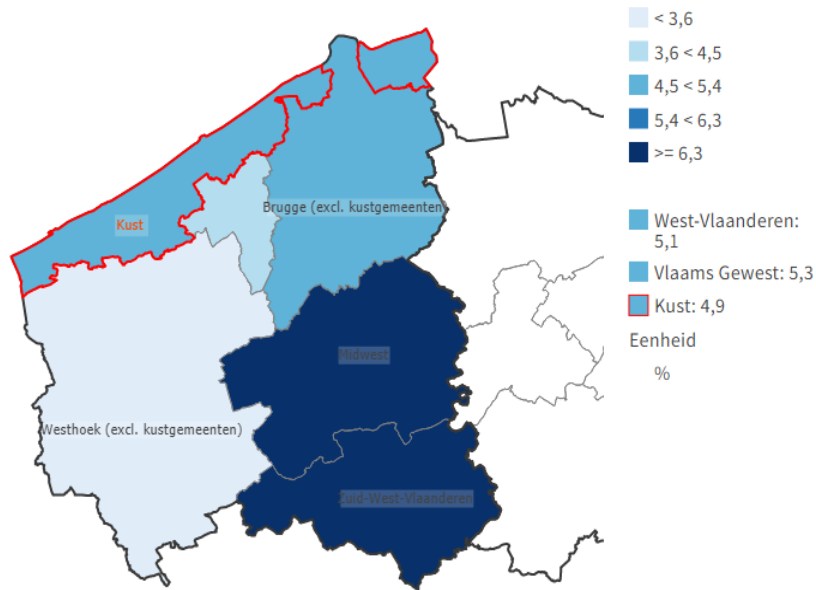 < 3,6
3,6 < 4,5
4,5 < 5,4
5,4 < 6,3
>= 6,3
Kust
Brugge (excl. kustgemeenten)
West-Vlaanderen:
5,1
Vlaams Gewest: 5,3
Kust: 4,9
Eenheid
%
Midwest
Westhoek (excl. kustgemeenten)
Zuid-West-Vlaanderen